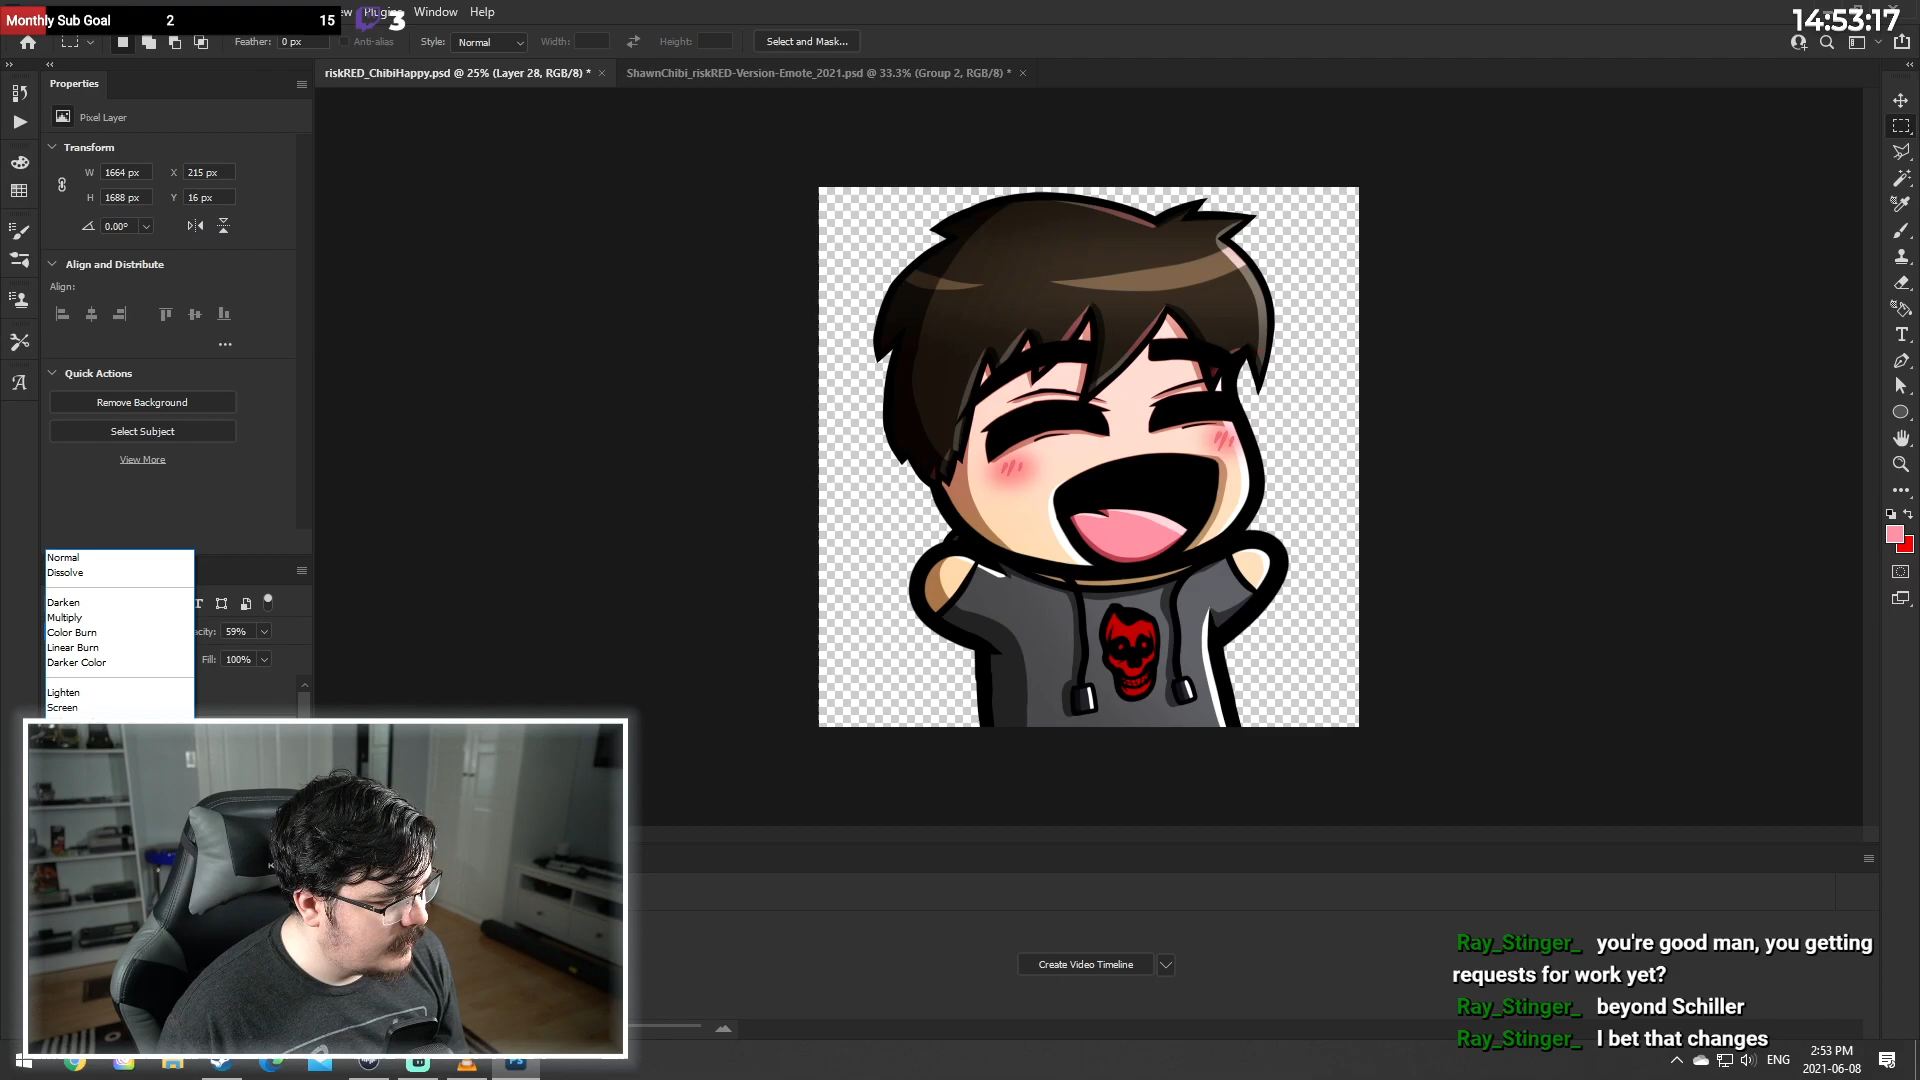 Monthly Sub Goal 2 15
3
Plugins Window Help
14:53:17
Feather: 0 px Anti-alias Style: Normal Width: Height: Select and Mask...
riskRED_ChibiHappy.psd @ 25% (Layer 28, RGB/8) * ×
ShawnChibi_riskRED-Version-Emote_2021.psd @ 33.3% (Group 2, RGB/8) * ×
Properties
Pixel Layer
Transform
W 1664 px X 215 px
H 1688 px Y 16 px
0.00°
Align and Distribute
Align:
Quick Actions
Remove Background
Select Subject
View More
Normal
Dissolve
Darken
Multiply
Color Burn
Linear Burn
Darker Color
Lighten
Screen
59%
Fill: 100%
Create Video Timeline
Ray_Stinger_ you're good man, you getting
requests for work yet?
Ray_Stinger_ beyond Schiller
Ray_Stinger_ I bet that changes
ENG
2:53 PM
2021-06-08